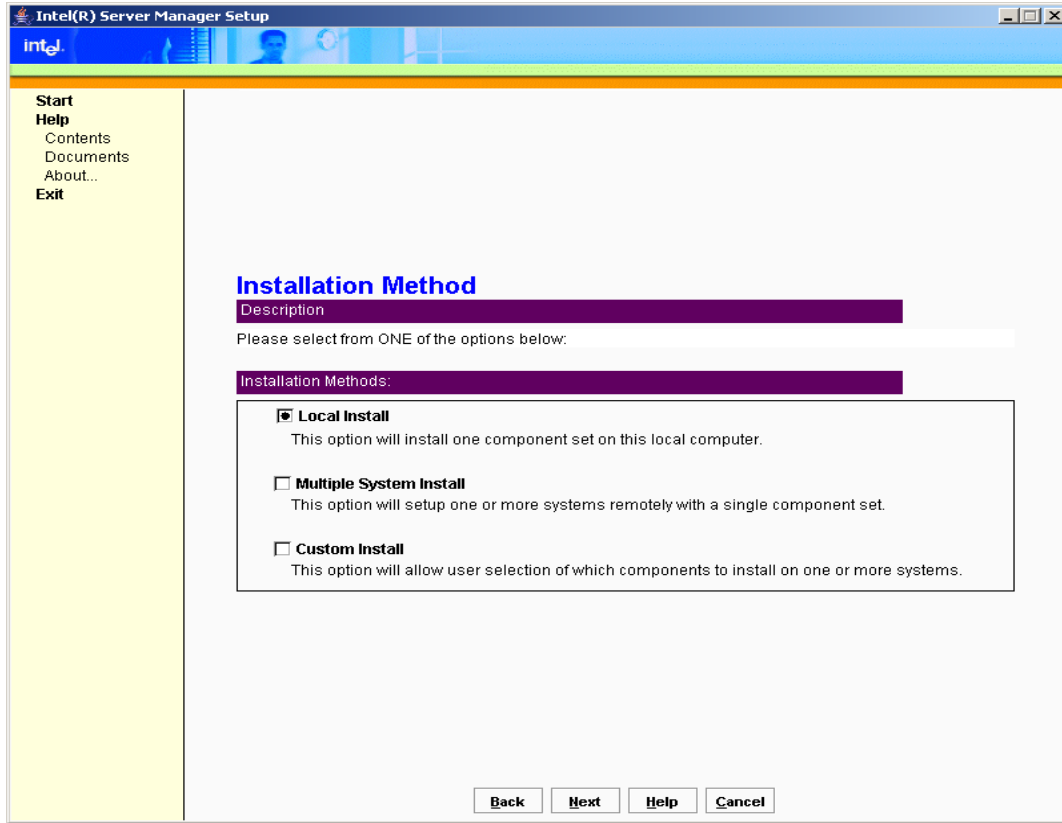 Intel(R) Server Manager Setup
intel.
Start
Help
Contents
Documents
About...
Exit
Installation Method
Description
Please select from ONE of the options below:
Installation Methods:
Local Install
This option will install one component set on this local computer.
Multiple System Install
This option will setup one or more systems remotely with a single component set.
Custom Install
This option will allow user selection of which components to install on one or more systems.
Back Next Help Cancel